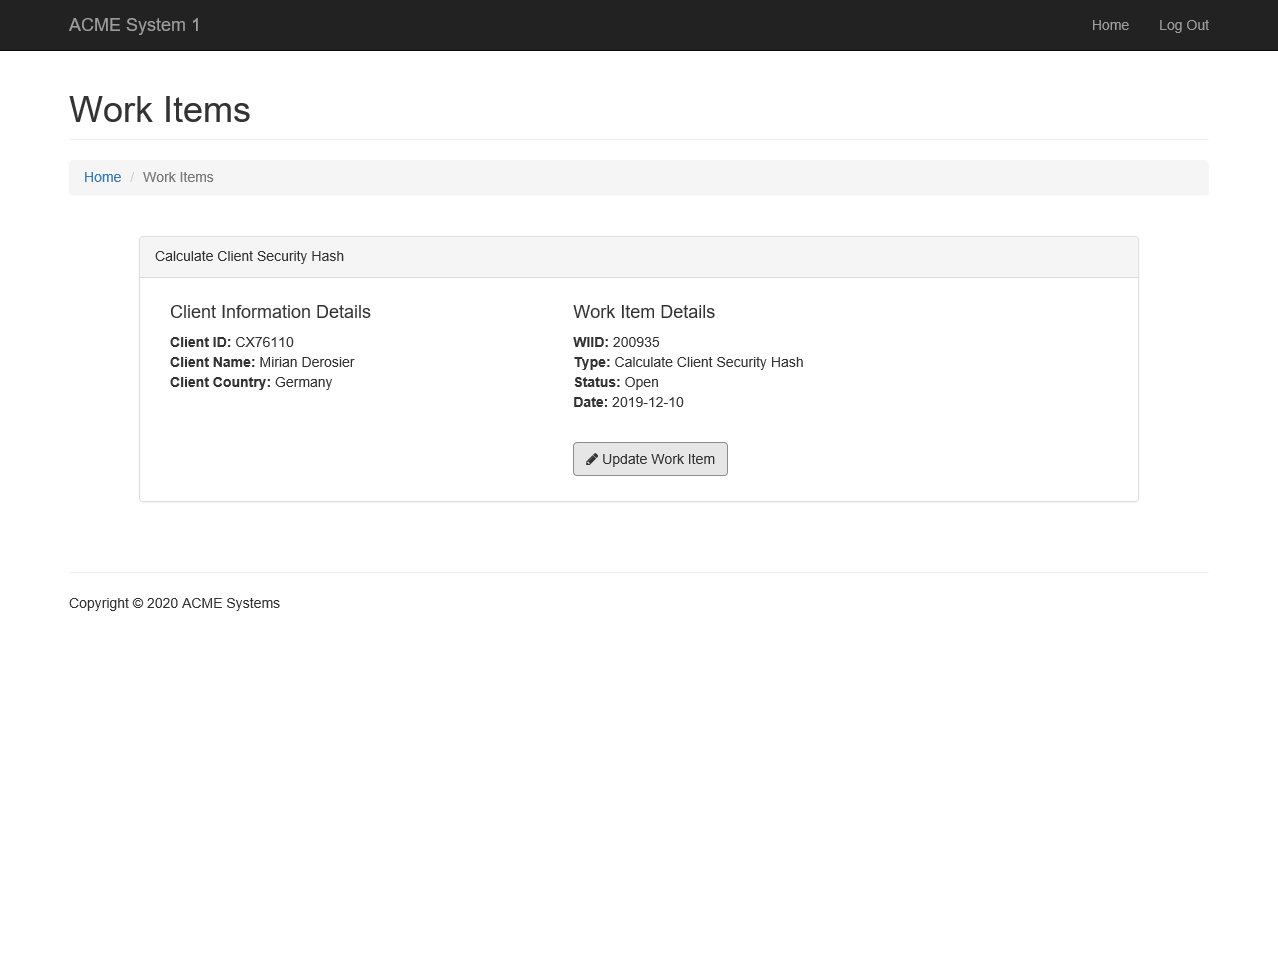 ACME System 1
Home
Log Out
Work Items
Home / Work Items
Calculate Client Security Hash
Client Information Details
Client ID: CX76110
Client Name: Mirian Derosier
Client Country: Germany
Work Item Details
WIID: 200935
Type: Calculate Client Security Hash
Status: Open
Date: 2019-12-10
Update Work Item
Copyright © 2020 ACME Systems